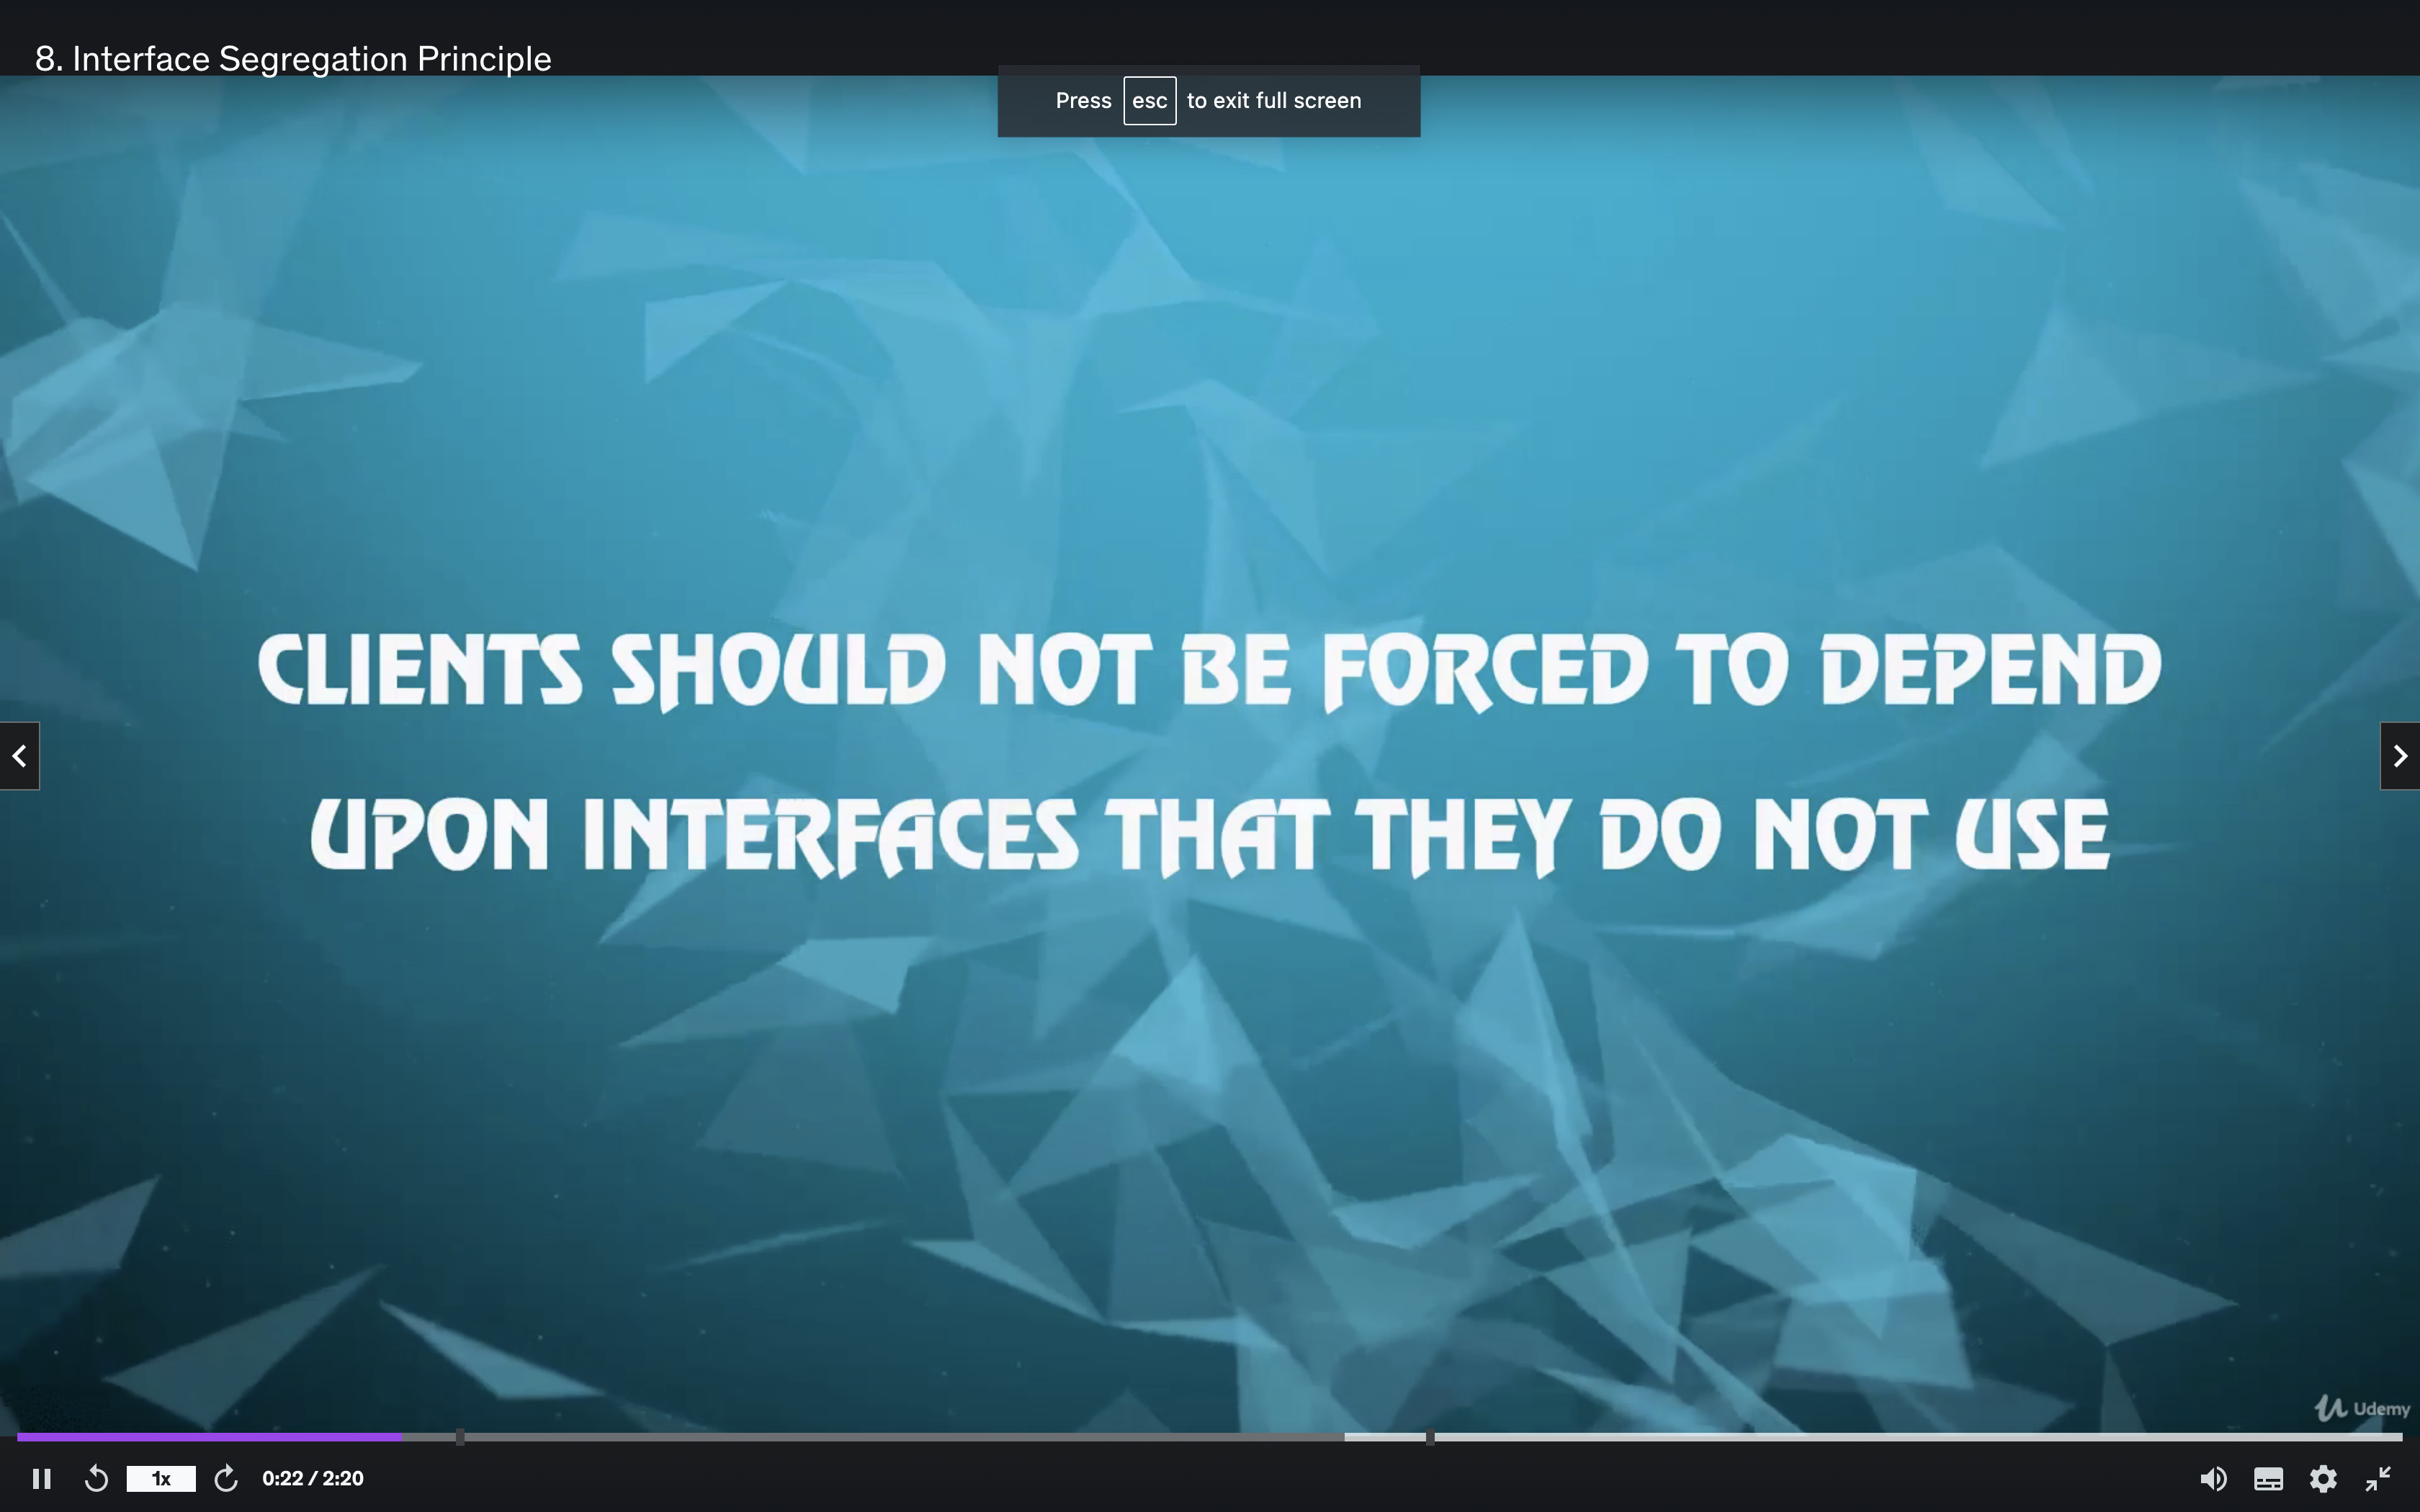 8. Interface Segregation Principle
Press esc to exit full screen
CLIENTS SHOULD NOT BE FORCED TO DEPEND
UPON INTERFACES THAT THEY DO NOT USE
Udemy
1x
0:22 / 2:20